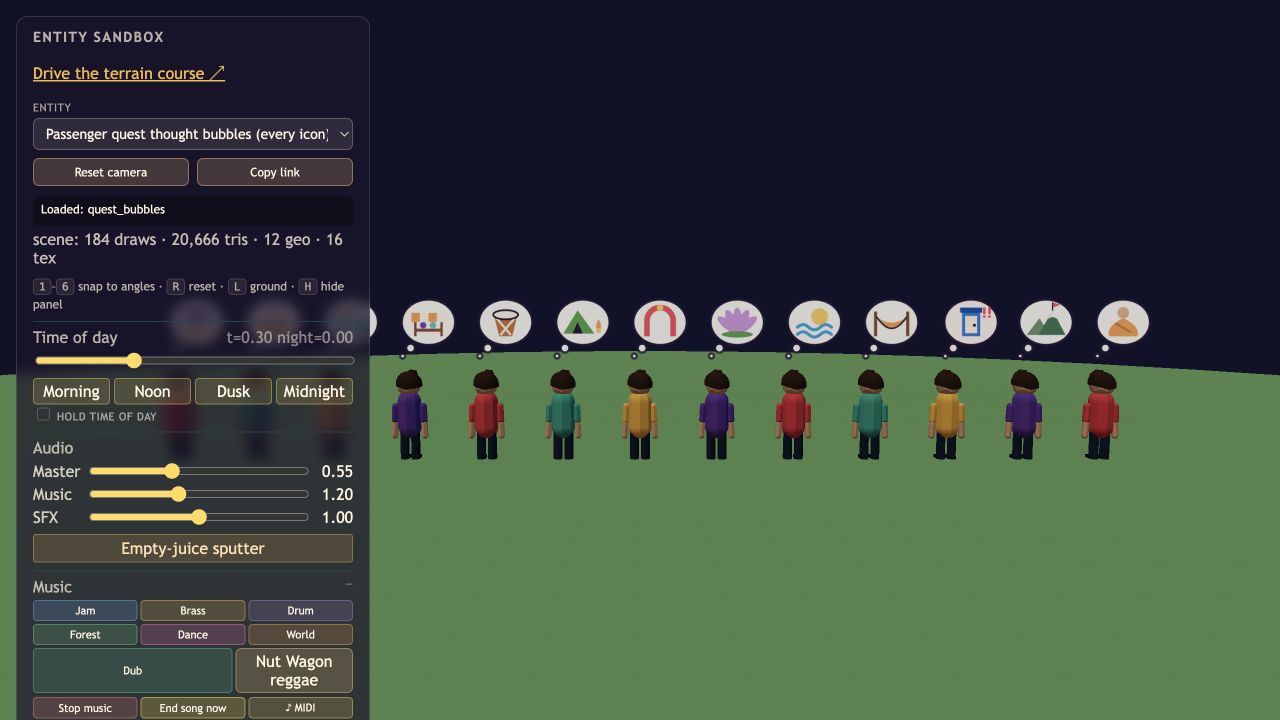 ENTITY SANDBOX
Drive the terrain course ↗
ENTITY
Passenger quest thought bubbles (every icon)
Reset camera
Copy link
Loaded: quest_bubbles
scene: 184 draws · 20,666 tris · 12 geo · 16
tex
1-6 snap to angles · R reset · L ground · H hide
panel
Time of day t=0.30 night=0.00
Morning Noon Dusk Midnight
HOLD TIME OF DAY
Audio
Master 0.55
Music 1.20
SFX 1.00
Empty-juice sputter
Music –
Jam Brass Drum
Forest Dance World
Dub
Nut Wagon
reggae
Stop music End song now ♪ MIDI
!!